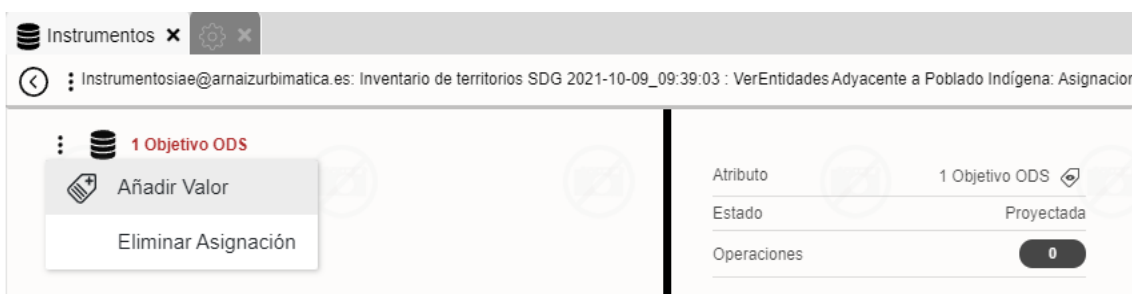 Instrumentos
Instrumentosiae@arnaizurbimatica.es: Inventario de territorios SDG 2021-10-09_09:39:03 : VerEntidades Adyacente a Poblado Indígena: Asignacion
1 Objetivo ODS
Añadir Valor
Eliminar Asignación
Atributo 1 Objetivo ODS
Estado Proyectada
Operaciones 0